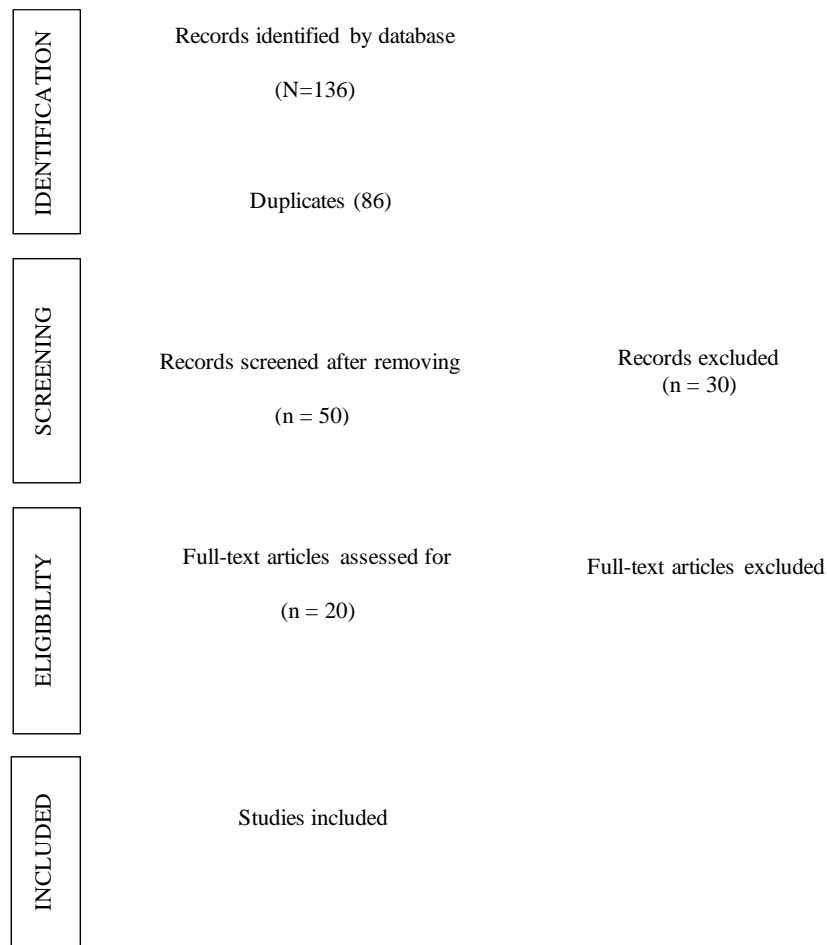 IDENTIFICATION
Records identified by database
(N=136)
Duplicates (86)
SCREENING
Records screened after removing
(n = 50)
Records excluded
(n = 30)
ELIGIBILITY
Full-text articles assessed for
(n = 20)
Full-text articles excluded
INCLUDED
Studies included